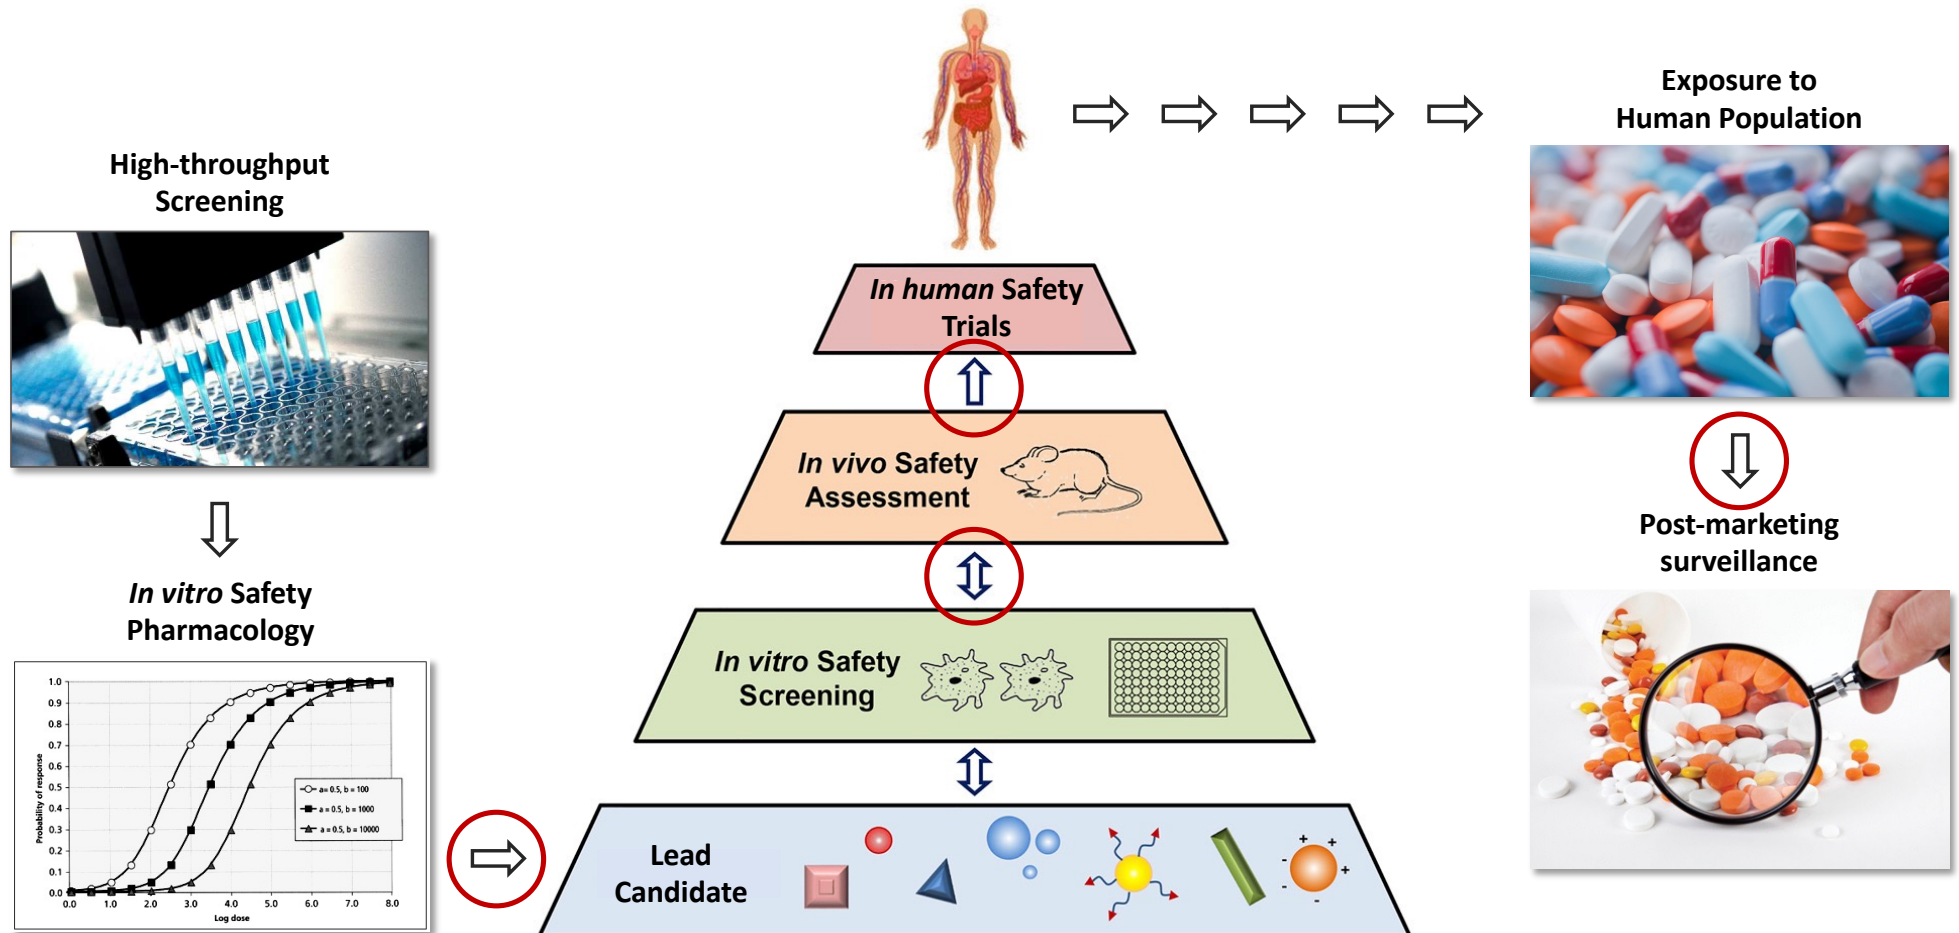 High-throughput
Screening
In vitro Safety
Pharmacology
1.0
0.9
0.8
0.7
0.6
0.5
0.4
0.3
0.2
0.1
0.0
Probability of response
0.0 1.0 2.0 3.0 4.0 5.0 6.0 7.0 8.0
Log dose
a= 0.5, b = 100
a = 0.5, b = 1000
a = 0.5, b = 10000
In human Safety
Trials
In vivo Safety
Assessment
In vitro Safety
Screening
Lead
Candidate
+ +
- +
-
-
Exposure to
Human Population
Post-marketing
surveillance